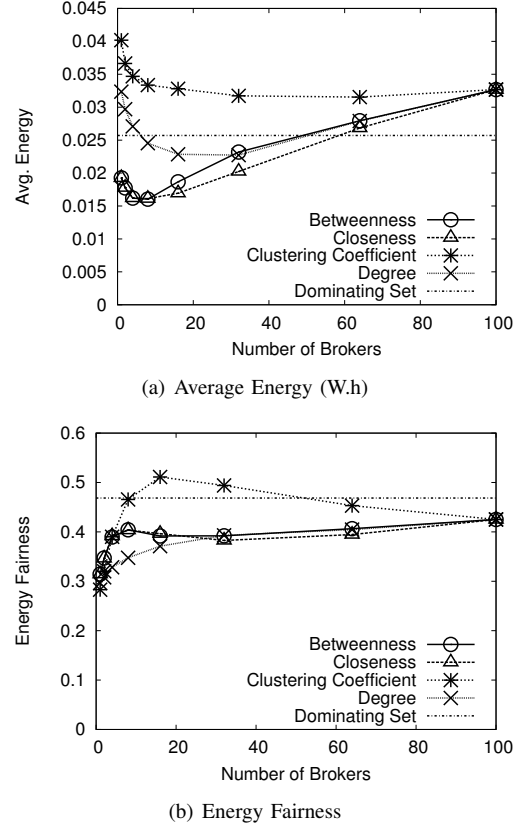 0.045
0.04
0.035
0.03
0.025
0.02
0.015
0.01
0.005
0
Avg. Energy
Betweenness
Closeness
Clustering Coefficient
Degree
Dominating Set
0 20 40 60 80 100
Number of Brokers
(a) Average Energy (W.h)
0.6
0.5
0.4
0.3
0.2
0.1
0
Energy Fairness
Betweenness
Closeness
Clustering Coefficient
Degree
Dominating Set
0 20 40 60 80 100
Number of Brokers
(b) Energy Fairness